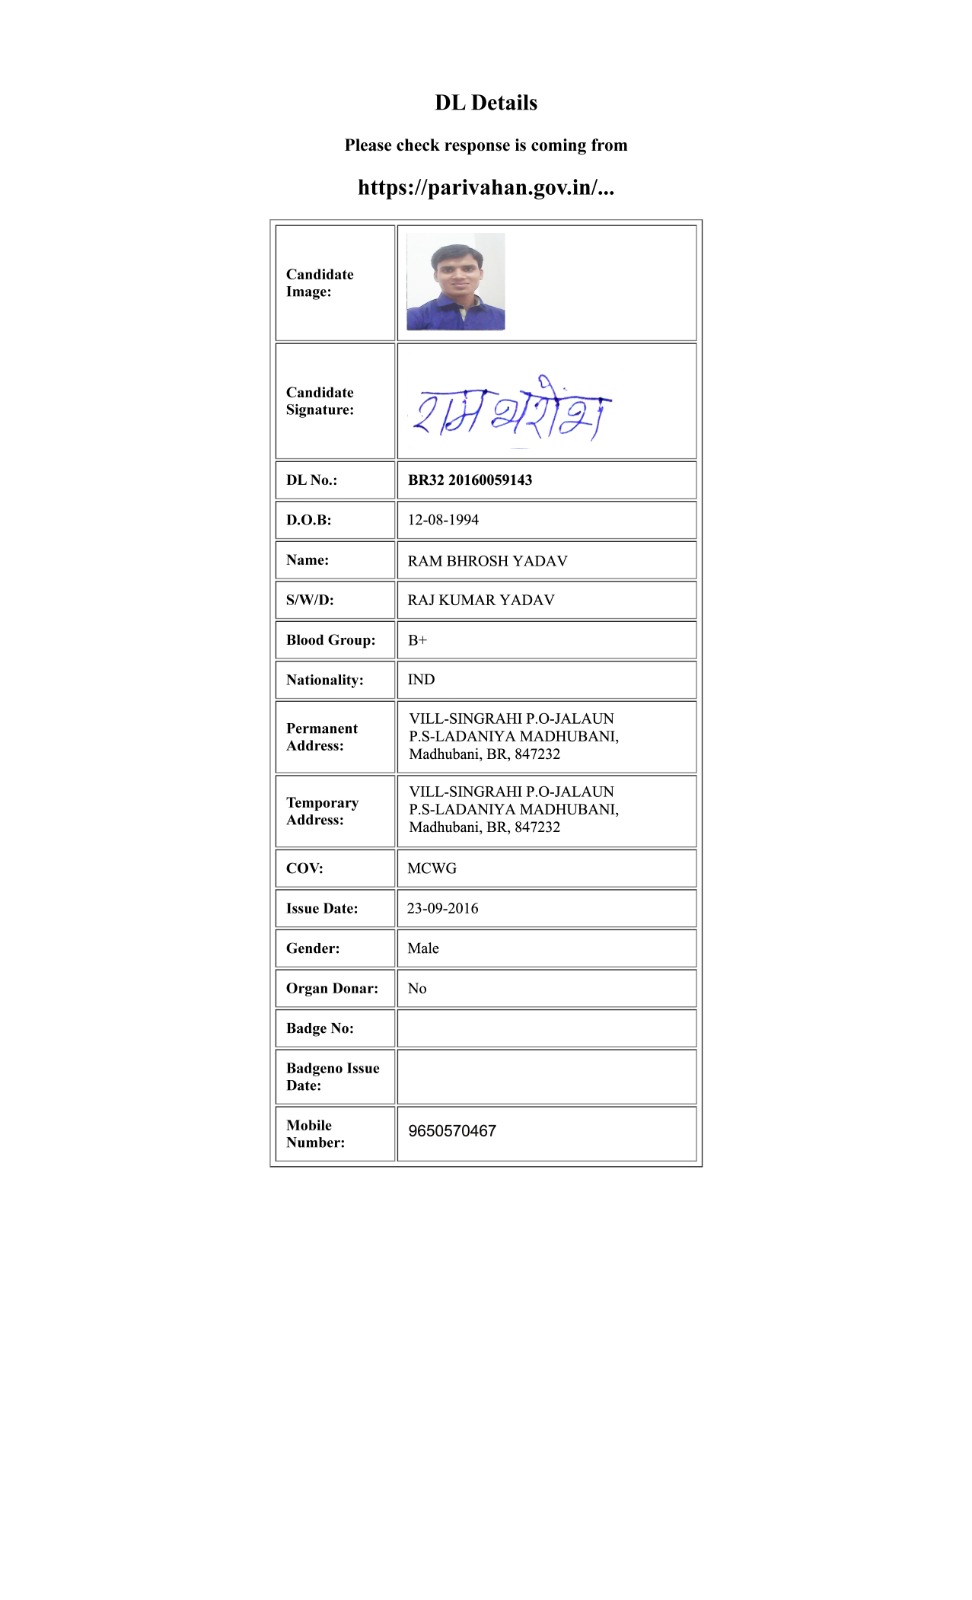 DL Details
Please check response is coming from
https://parivahan.gov.in/...
Candidate
Image:
Candidate
Signature:
राम भरोश
DL No.: BR32 20160059143
D.O.B: 12-08-1994
Name: RAM BHROSH YADAV
S/W/D: RAJ KUMAR YADAV
Blood Group: B+
Nationality: IND
Permanent
Address:
VILL-SINGRAHI P.O-JALAUN
P.S-LADANIYA MADHUBANI,
Madhubani, BR, 847232
Temporary
Address:
VILL-SINGRAHI P.O-JALAUN
P.S-LADANIYA MADHUBANI,
Madhubani, BR, 847232
COV: MCWG
Issue Date: 23-09-2016
Gender: Male
Organ Donar: No
Badge No:
Badgeno Issue
Date:
Mobile
Number:
9650570467